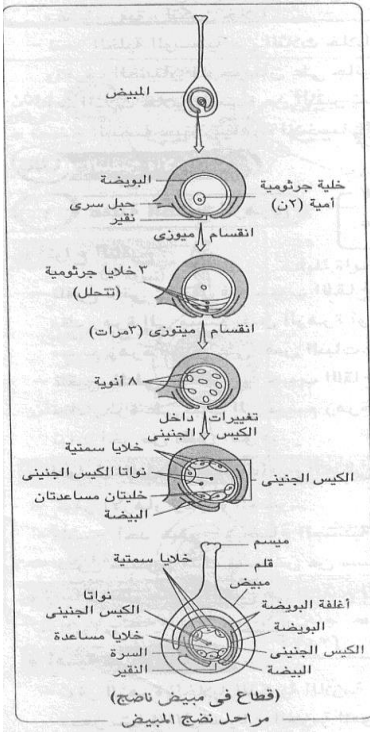 المبيض
البويضة
خلية جرثومية
أمية (٢ن)
حبل سرى
نقير
انقسام ميوزى
٣ خلايا جرثومية
(تتحلل)
انقسام ميتوزى (٣مرات)
٨ أنوية
تغييرات داخل
الكيس الجنينى
خلايا سمتية
نواتا الكيس الجنينى
الكيس الجنينى
خليتان مساعدتان
البيضة
ميسم
خلايا سمتية
قلم
مبيض
نواتا
الكيس الجنينى
أغلفة البويضة
البويضة
خلايا مساعدة
السرة
الكيس الجنينى
النقير
البيضة
(قطاع فى مبيض ناضج)
مراحل نضج المبيض